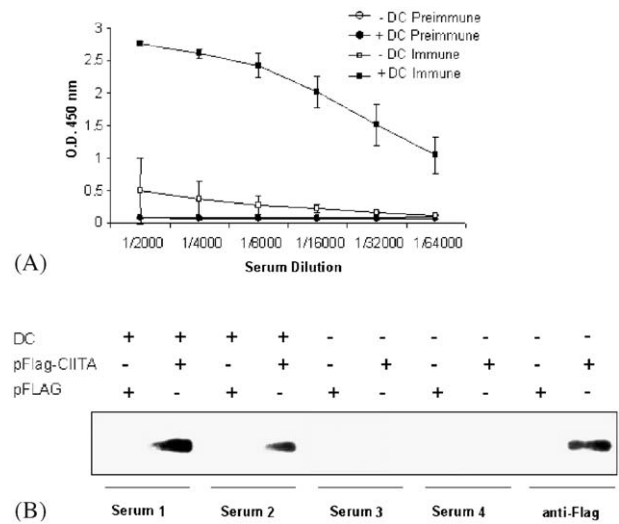 - DC Preimmune
+ DC Preimmune
- DC Immune
+ DC Immune
3
2.5
2
1.5
1
0.5
0
O.D. 450 nm
1/2000 1/4000 1/8000 1/16000 1/32000 1/64000
Serum Dilution
(A)
DC + + + + - - - - - -
pFlag-CIITA - + - + - + - + - +
pFLAG + - + - + - + - + -
Serum 1 Serum 2 Serum 3 Serum 4 anti-Flag
(B)